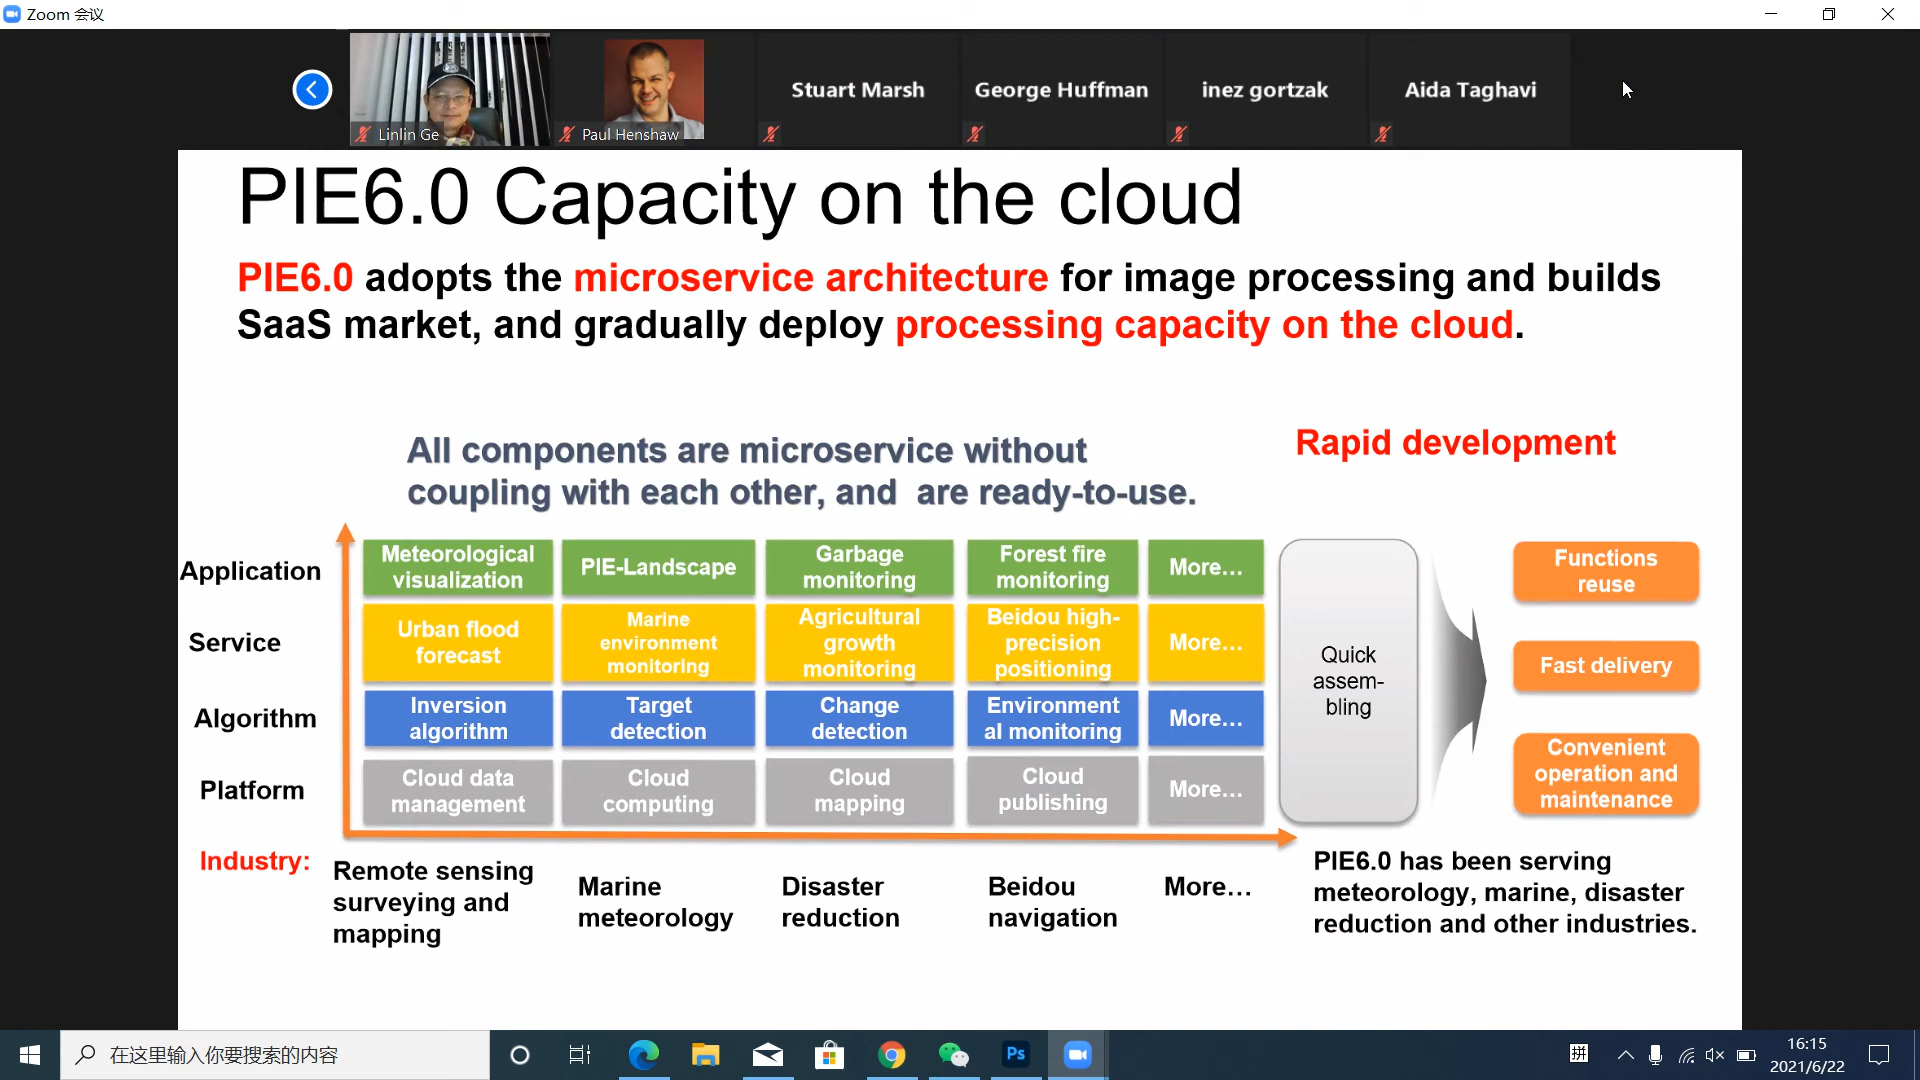 Zoom 会议
Linlin Ge
Paul Henshaw
Stuart Marsh
George Huffman
inez gortzak
Aida Taghavi
PIE6.0 Capacity on the cloud
PIE6.0 adopts the microservice architecture for image processing and builds
SaaS market, and gradually deploy processing capacity on the cloud.
All components are microservice without
coupling with each other, and are ready-to-use.
Rapid development
Application
Meteorological
visualization
PIE-Landscape
Garbage
monitoring
Forest fire
monitoring
More...
Service
Urban flood
forecast
Marine
environment
monitoring
Agricultural
growth
monitoring
Beidou high-
precision
positioning
More...
Algorithm
Inversion
algorithm
Target
detection
Change
detection
Environment
al monitoring
More...
Platform
Cloud data
management
Cloud
computing
Cloud
mapping
Cloud
publishing
More...
Quick
assem-
bling
Functions
reuse
Fast delivery
Convenient
operation and
maintenance
Industry:
Remote sensing
surveying and
mapping
Marine
meteorology
Disaster
reduction
Beidou
navigation
More...
PIE6.0 has been serving
meteorology, marine, disaster
reduction and other industries.
在这里输入你要搜索的内容
Ps
拼
16:15
2021/6/22